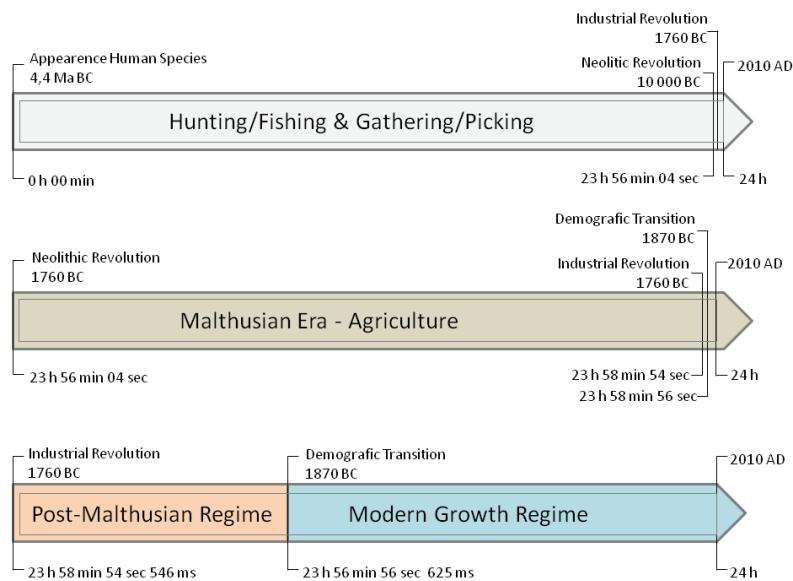 Industrial Revolution
1760 BC
Appearence Human Species
4,4 Ma BC
Neolitic Revolution
10 000 BC
2010 AD
Hunting/Fishing & Gathering/Picking
0 h 00 min
23 h 56 min 04 sec
24 h
Demografic Transition
1870 BC
Neolithic Revolution
1760 BC
Industrial Revolution
1760 BC
2010 AD
Malthusian Era - Agriculture
23 h 56 min 04 sec
23 h 58 min 54 sec
24 h
23 h 58 min 56 sec
Industrial Revolution
1760 BC
Demografic Transition
1870 BC
2010 AD
Post-Malthusian Regime
Modern Growth Regime
23 h 58 min 54 sec 546 ms
23 h 56 min 56 sec 625 ms
24 h